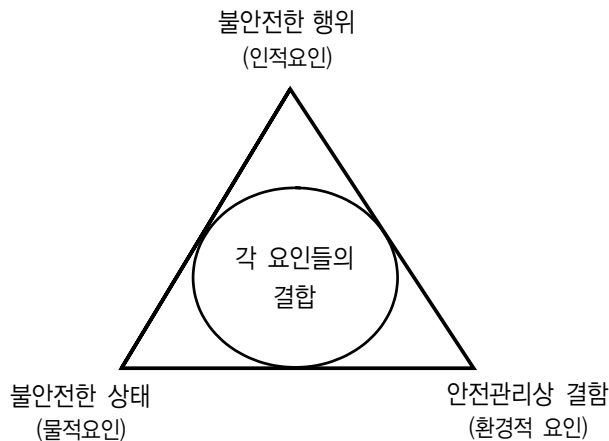 불안전한 행위
(인적요인)
각 요인들의
결합
불안전한 상태
(물적요인)
안전관리상 결함
(환경적 요인)